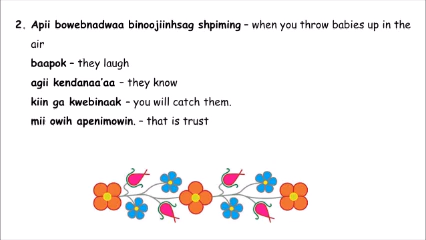 2. Apii bowebnadwaa binoojiinhsag shpiming – when you throw babies up in the
air
baapok – they laugh
agii kendanaa'aa – they know
kiin ga kwebinaak – you will catch them.
mii owih apenimowin. – that is trust